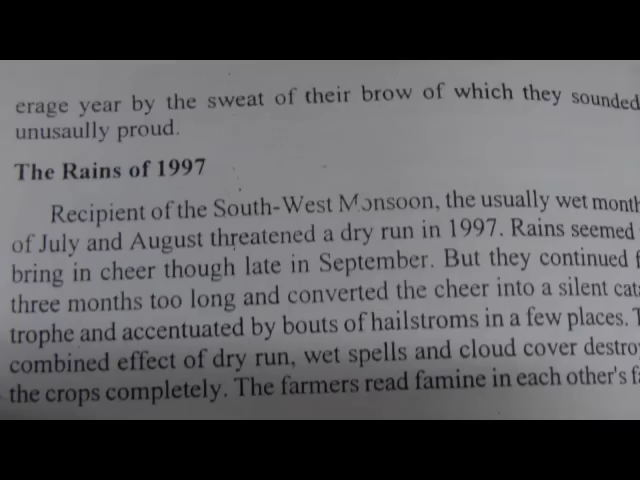 erage year by the sweat of their brow of which they sounded
unusaully proud.
The Rains of 1997
Recipient of the South-West Monsoon, the usually wet month
of July and August threatened a dry run in 1997. Rains seemed
bring in cheer though late in September. But they continued f
three months too long and converted the cheer into a silent cata
trophe and accentuated by bouts of hailstroms in a few places. T
combined effect of dry run, wet spells and cloud cover destroy
the crops completely. The farmers read famine in each other's fa